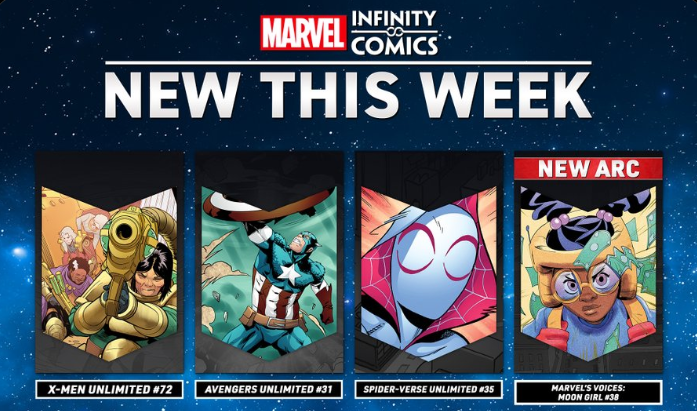 MARVEL INFINITY COMICS
NEW THIS WEEK
NEW ARC
X-MEN UNLIMITED #72
AVENGERS UNLIMITED #31
SPIDER-VERSE UNLIMITED #35
MARVEL'S VOICES:
MOON GIRL #38